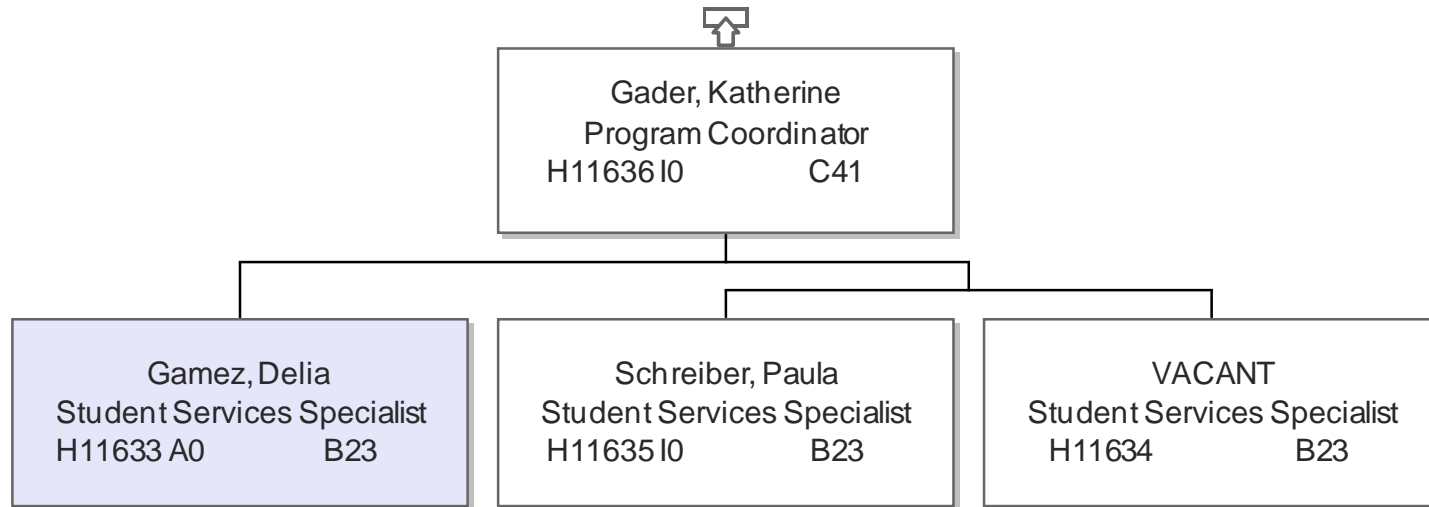 Gader, Katherine
Program Coordinator
H11636 I0 C41
Gamez, Delia
Student Services Specialist
H11633 A0 B23
Schreiber, Paula
Student Services Specialist
H11635 I0 B23
VACANT
Student Services Specialist
H11634 B23